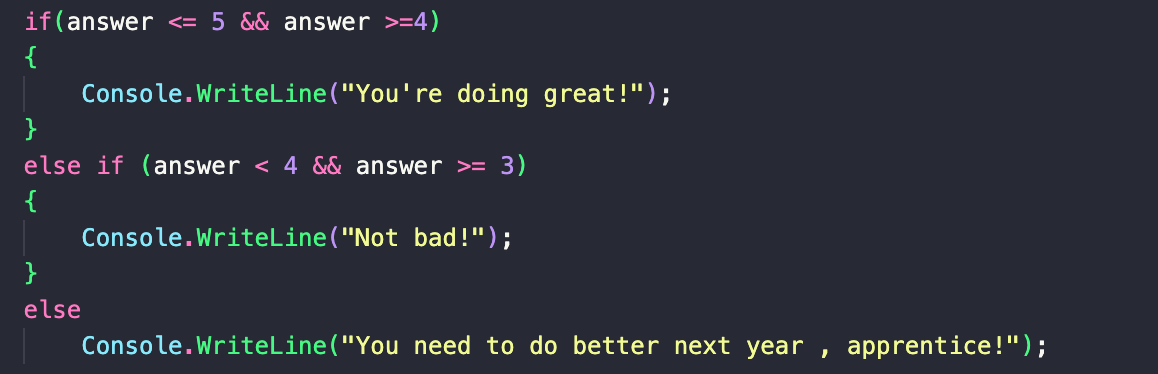 if(answer <= 5 && answer >=4)
{
    Console.WriteLine("You're doing great!");
}
else if (answer < 4 && answer >= 3)
{
    Console.WriteLine("Not bad!");
}
else
    Console.WriteLine("You need to do better next year , apprentice!");